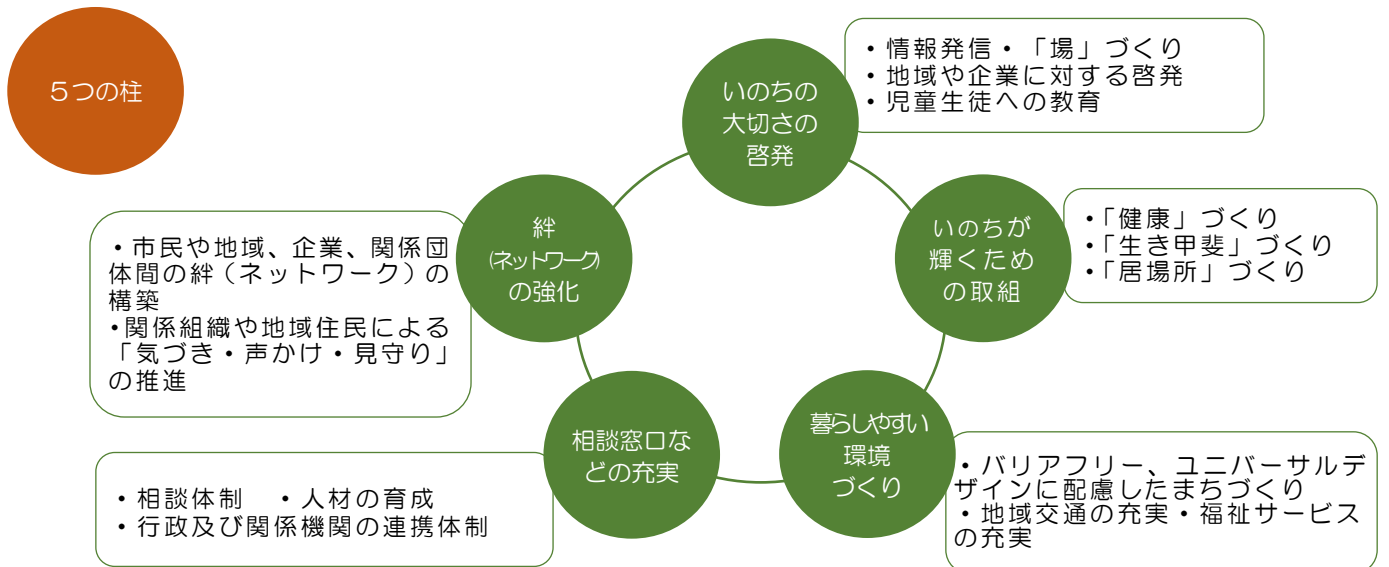 5つの柱
いのちの
大切さの
啓発
・情報発信・「場」づくり
・地域や企業に対する啓発
・児童生徒への教育
いのちが
輝くため
の取組
・「健康」づくり
・「生き甲斐」づくり
・「居場所」づくり
暮らしやすい
環境
づくり
・バリアフリー、ユニバーサルデ
ザインに配慮したまちづくり
・地域交通の充実・福祉サービス
の充実
相談窓口な
どの充実
・相談体制　・人材の育成
・行政及び関係機関の連携体制
絆
(ネットワーク)
の強化
・市民や地域、企業、関係団
体間の絆（ネットワーク）の
構築
・関係組織や地域住民による
「気づき・声かけ・見守り」
の推進